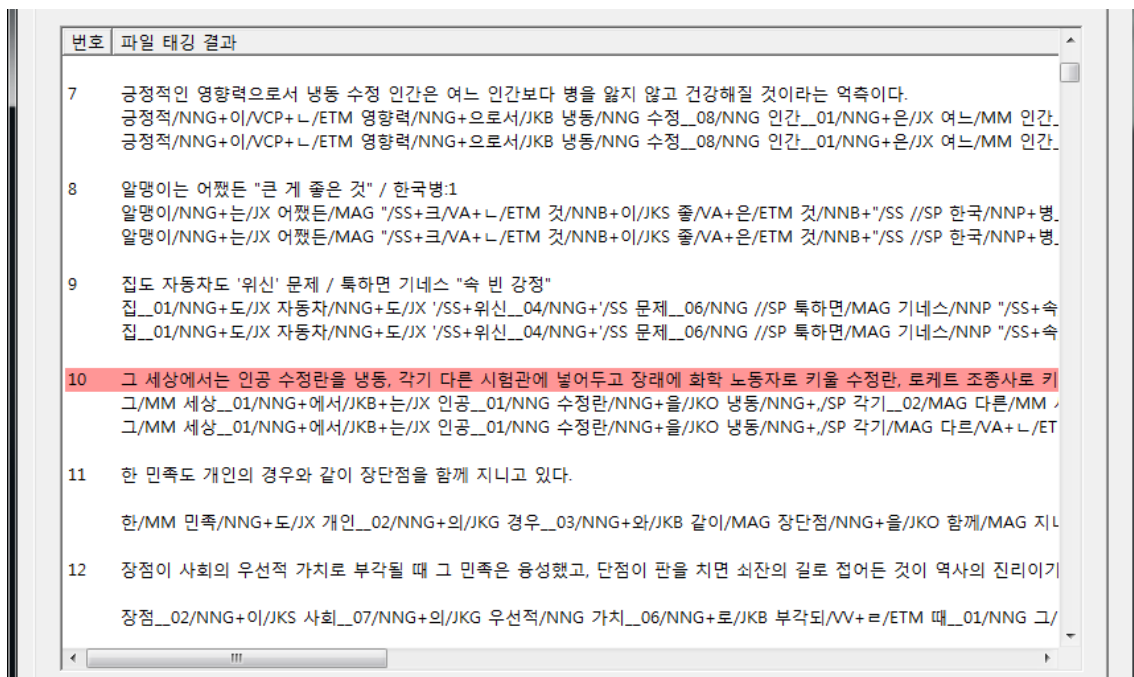 번호 파일 태깅 결과
7 긍정적인 영향력으로서 냉동 수정 인간은 여느 인간보다 병을 앓지 않고 건강해질 것이라는 억측이다.
긍정적/NNG+이/VCP+ㄴ/ETM 영향력/NNG+으로서/JKB 냉동/NNG 수정__08/NNG 인간__01/NNG+은/JX 여느/MM 인간_
긍정적/NNG+이/VCP+ㄴ/ETM 영향력/NNG+으로서/JKB 냉동/NNG 수정__08/NNG 인간__01/NNG+은/JX 여느/MM 인간_
8 알맹이는 어쨌든 "큰 게 좋은 것" / 한국병:1
알맹이/NNG+는/JX 어쨌든/MAG "/SS+크/VA+ㄴ/ETM 것/NNB+이/JKS 좋/VA+은/ETM 것/NNB+"/SS //SP 한국/NNP+병_
알맹이/NNG+는/JX 어쨌든/MAG "/SS+크/VA+ㄴ/ETM 것/NNB+이/JKS 좋/VA+은/ETM 것/NNB+"/SS //SP 한국/NNP+병_
9 집도 자동차도 '위신' 문제 / 툭하면 기네스 "속 빈 강정"
집__01/NNG+도/JX 자동차/NNG+도/JX '/SS+위신__04/NNG+'/SS 문제__06/NNG //SP 툭하면/MAG 기네스/NNP "/SS+속
집__01/NNG+도/JX 자동차/NNG+도/JX '/SS+위신__04/NNG+'/SS 문제__06/NNG //SP 툭하면/MAG 기네스/NNP "/SS+속
10 그 세상에서는 인공 수정란을 냉동, 각기 다른 시험관에 넣어두고 장래에 화학 노동자로 키울 수정란, 로케트 조종사로 키
그/MM 세상__01/NNG+에서/JKB+는/JX 인공__01/NNG 수정란/NNG+을/JKO 냉동/NNG+,/SP 각기__02/MAG 다른/MM
그/MM 세상__01/NNG+에서/JKB+는/JX 인공__01/NNG 수정란/NNG+을/JKO 냉동/NNG+,/SP 각기/MAG 다르/VA+ㄴ/ET
11 한 민족도 개인의 경우와 같이 장단점을 함께 지니고 있다.
한/MM 민족/NNG+도/JX 개인__02/NNG+의/JKG 경우__03/NNG+와/JKB 같이/MAG 장단점/NNG+을/JKO 함께/MAG 지니
12 장점이 사회의 우선적 가치로 부각될 때 그 민족은 융성했고, 단점이 판을 치면 쇠잔의 길로 접어든 것이 역사의 진리이기
장점__02/NNG+이/JKS 사회__07/NNG+의/JKG 우선적/NNG 가치__06/NNG+로/JKB 부각되/VV+ㄹ/ETM 때__01/NNG 그/